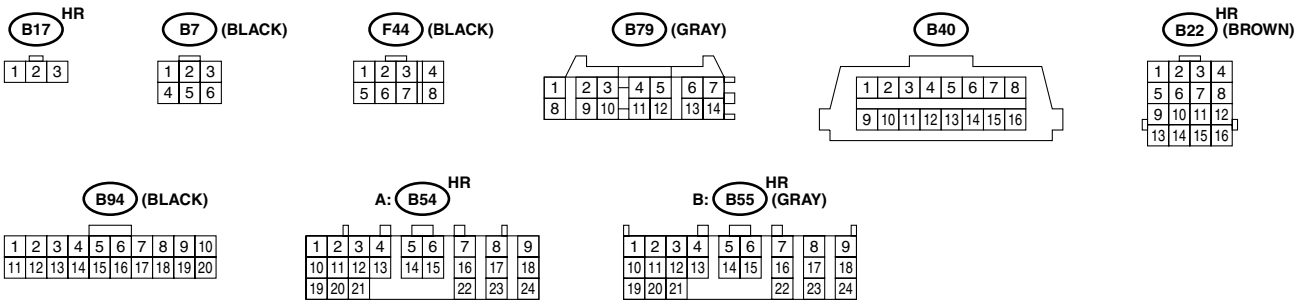 B17 HR
1 2 3
B7 (BLACK)
1 2 3
4 5 6
F44 (BLACK)
1 2 3 4
5 6 7 8
B79 (GRAY)
1 2 3 4 5 6 7
8 9 10 11 12 13 14
B40
1 2 3 4 5 6 7 8
9 10 11 12 13 14 15 16
B22 HR (BROWN)
1 2 3 4
5 6 7 8
9 10 11 12
13 14 15 16
B94 (BLACK)
1 2 3 4 5 6 7 8 9 10
11 12 13 14 15 16 17 18 19 20
A: B54 HR
1 2 3 4 5 6 7 8 9
10 11 12 13 14 15 16 17 18
19 20 21 22 23 24
B: B55 HR (GRAY)
1 2 3 4 5 6 7 8 9
10 11 12 13 14 15 16 17 18
19 20 21 22 23 24